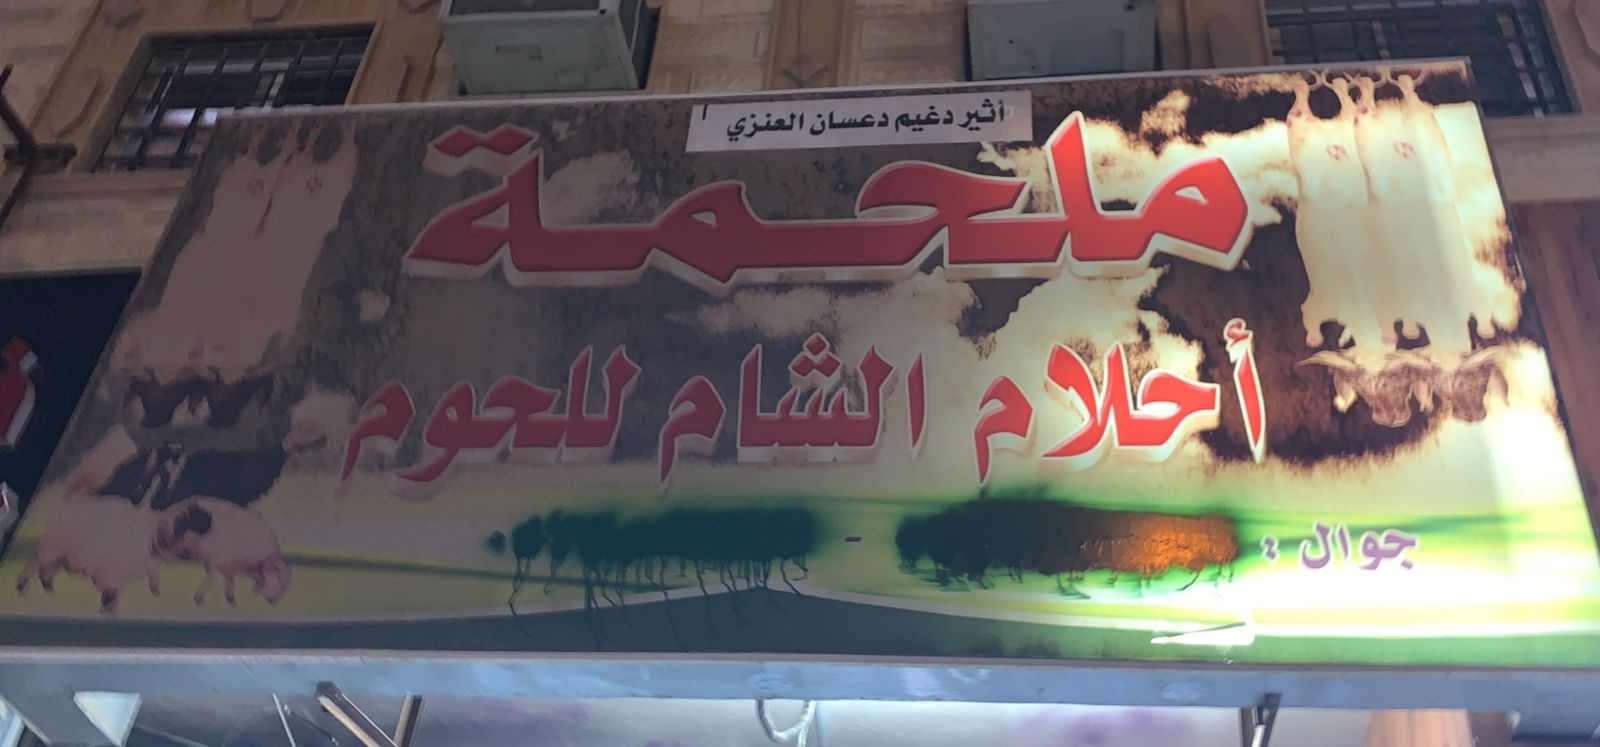 أثير دغيم دعسان العنزي
ملحمة
أحلام الشام للحوم
جوال : -